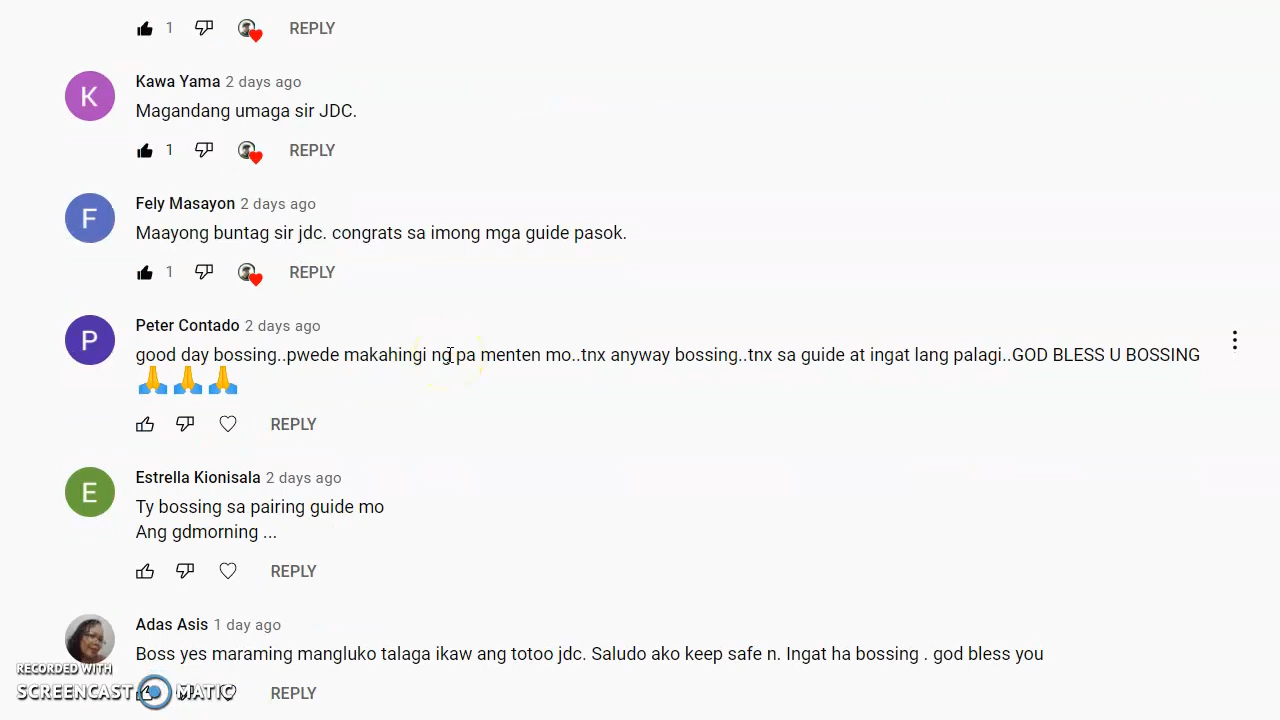 1 REPLY
K
Kawa Yama 2 days ago
Magandang umaga sir JDC.
1 REPLY
F
Fely Masayon 2 days ago
Maayong buntag sir jdc. congrats sa imong mga guide pasok.
1 REPLY
P
Peter Contado 2 days ago
good day bossing..pwede makahingi ng pa menten mo..tnx anyway bossing..tnx sa guide at ingat lang palagi..GOD BLESS U BOSSING
🙏🙏🙏
REPLY
E
Estrella Kionisala 2 days ago
Ty bossing sa pairing guide mo
Ang gdmorning ...
REPLY
Adas Asis 1 day ago
Boss yes maraming mangluko talaga ikaw ang totoo jdc. Saludo ako keep safe n. Ingat ha bossing . god bless you
RECORDED WITH
SCREENCAST MATIC
REPLY